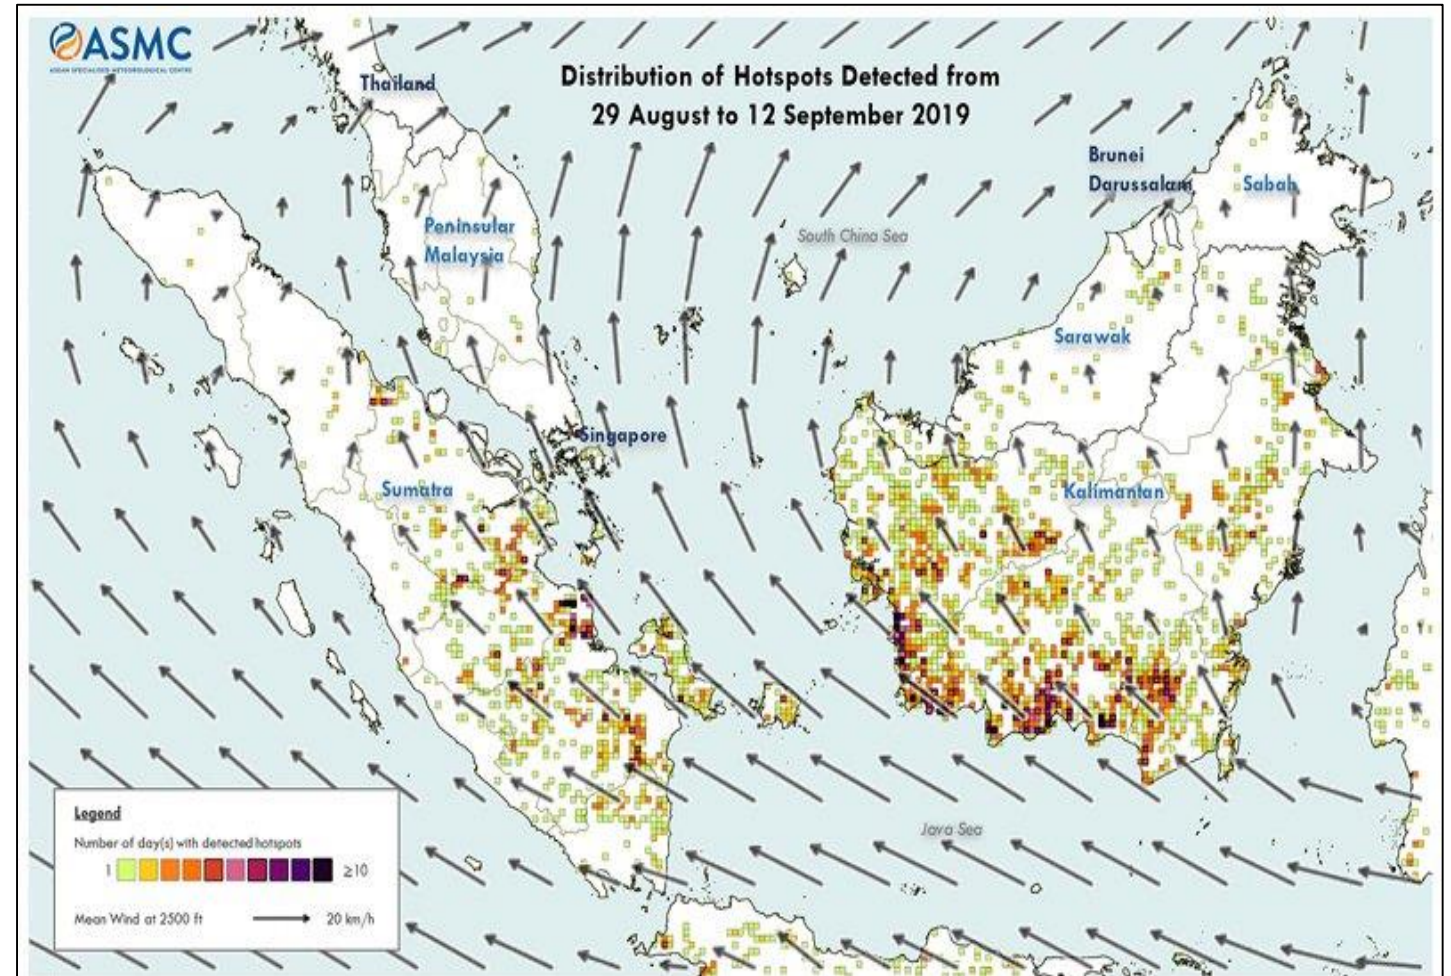 ASMC
ASEAN SPECIALISED METEOROLOGICAL CENTRE
Distribution of Hotspots Detected from
29 August to 12 September 2019
Thailand
Brunei
Darussalam
Sabah
Peninsular
Malaysia
South China Sea
Sarawak
Singapore
Sumatra
Kalimantan
Java Sea
Legend
Number of day(s) with detected hotspots
1 ≥10
Mean Wind at 2500 ft 20 km/h